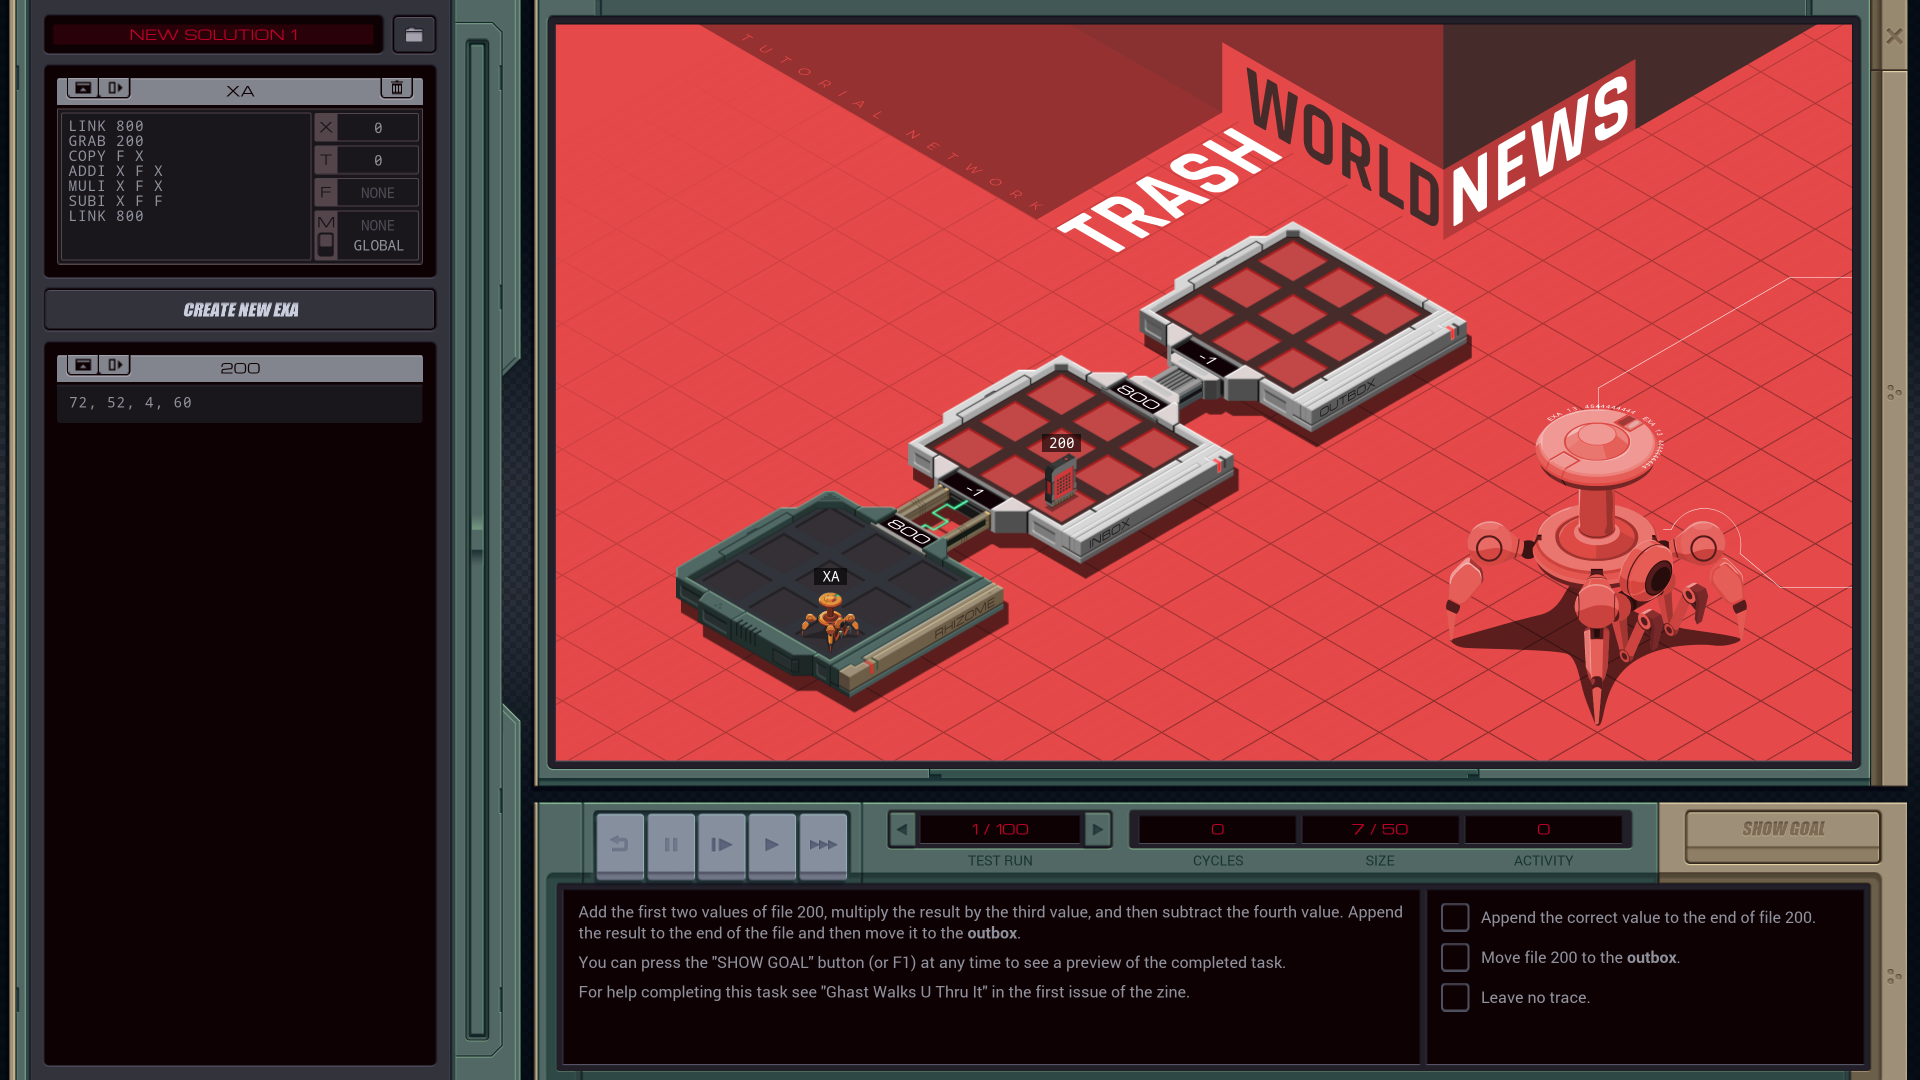 NEW SOLUTION 1
XA
LINK 800
GRAB 200
COPY F X
ADDI X F X
MULI X F X
SUBI X F F
LINK 800
X
0
T
0
F
NONE
M
NONE
GLOBAL
CREATE NEW EXA
200
72, 52, 4, 60
TUTORIAL NETWORK
TRASH
WORLD
NEWS
-1
OUTBOX
800
200
-1
INBOX
800
XA
RHIZOME
1 / 100
TEST RUN
0
CYCLES
7 / 50
SIZE
0
ACTIVITY
SHOW GOAL
Add the first two values of file 200, multiply the result by the third value, and then subtract the fourth value. Append
the result to the end of the file and then move it to the outbox.
You can press the "SHOW GOAL" button (or F1) at any time to see a preview of the completed task.
For help completing this task see "Ghast Walks U Thru It" in the first issue of the zine.
Append the correct value to the end of file 200.
Move file 200 to the outbox.
Leave no trace.